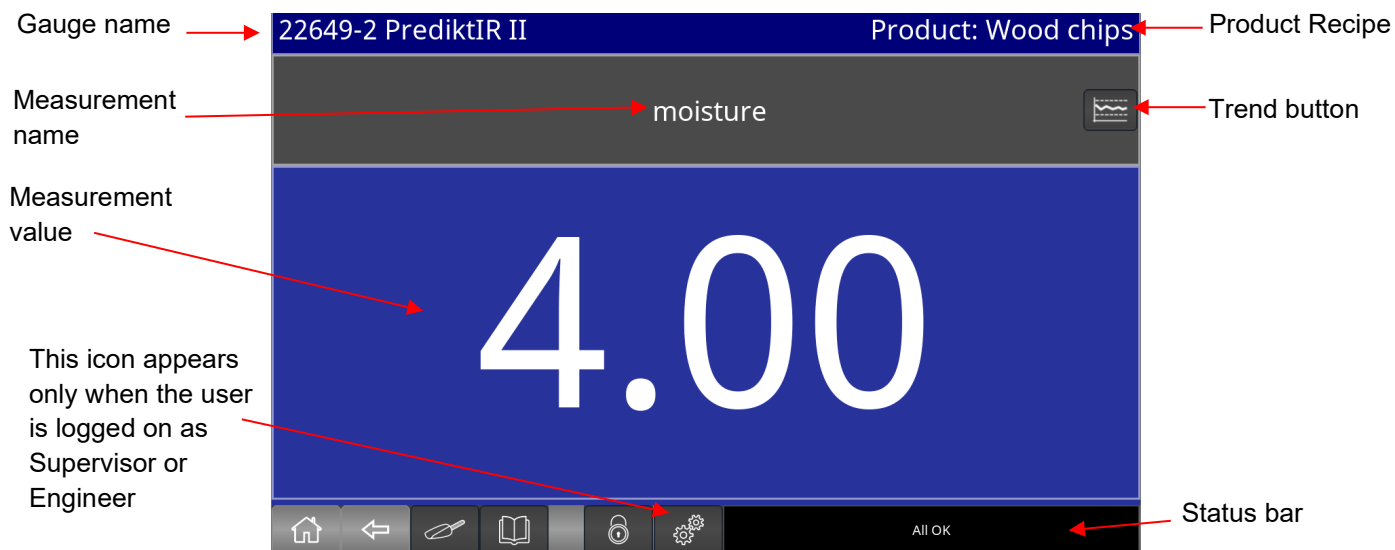 Gauge name
22649-2 PrediktIR II
Product: Wood chips
Product Recipe
Measurement
name
moisture
Trend button
Measurement
value
4.00
This icon appears
only when the user
is logged on as
Supervisor or
Engineer
All OK
Status bar